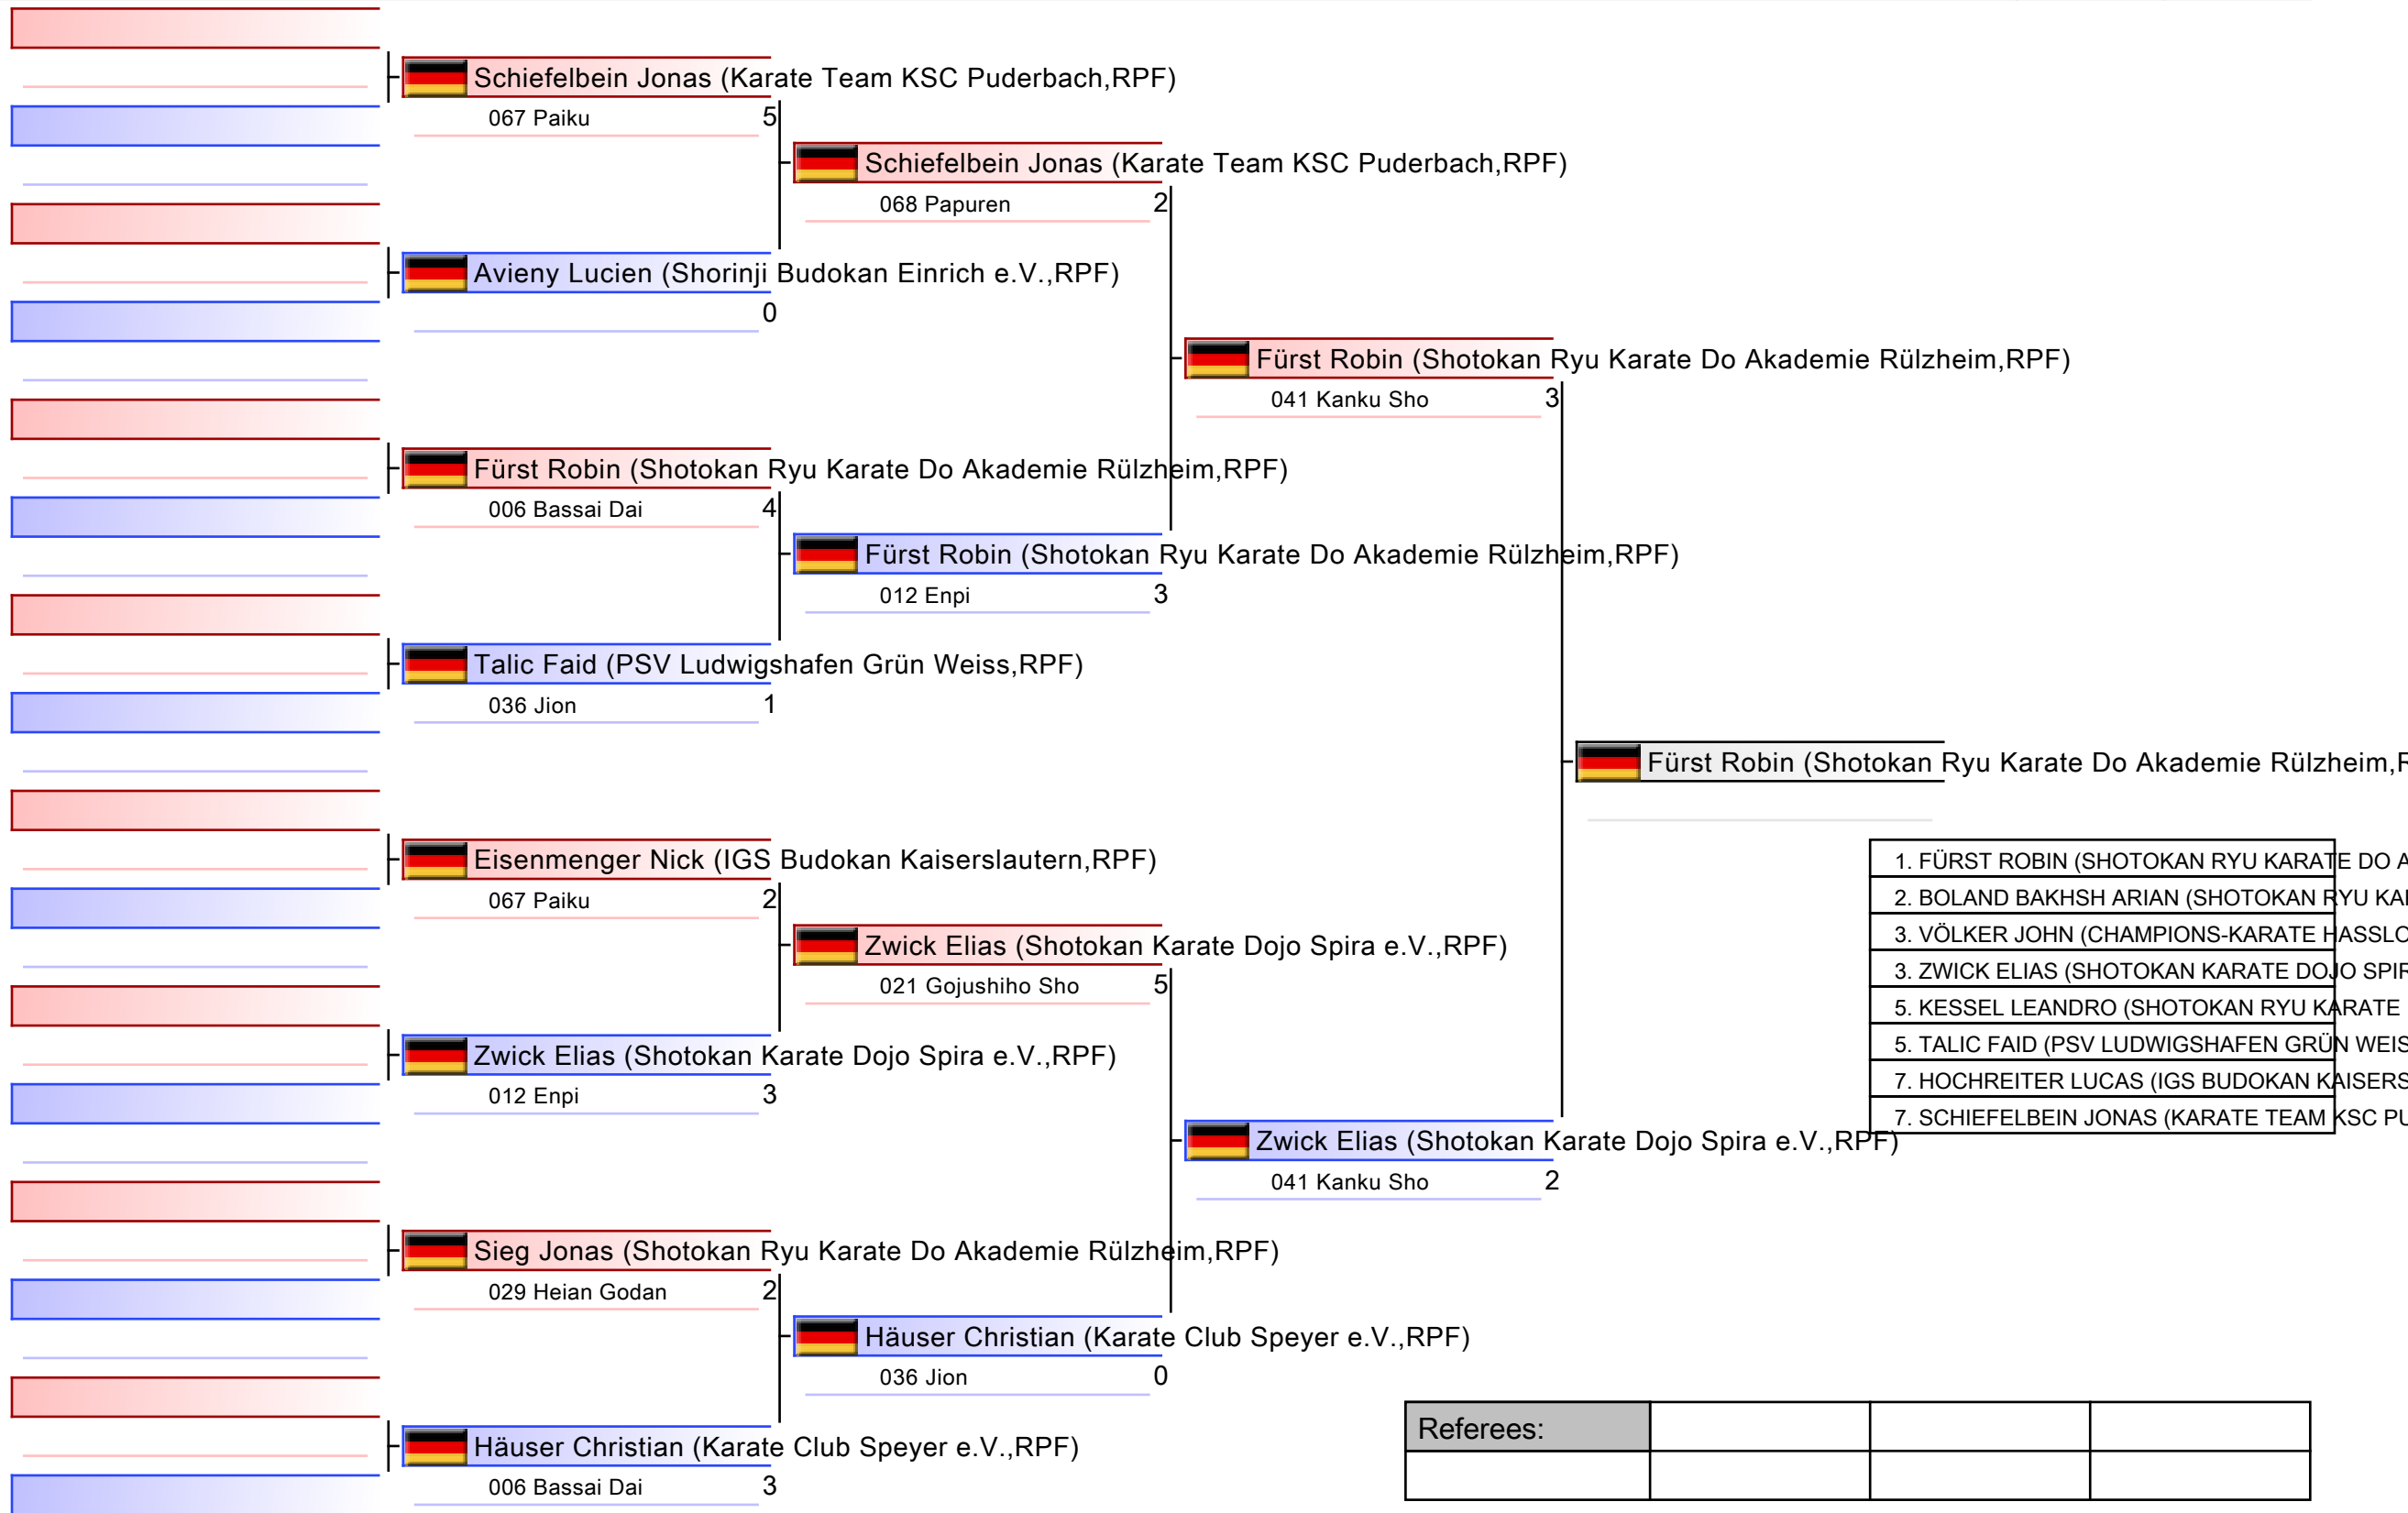 Schiefelbein Jonas (Karate Team KSC Puderbach,RPF)
067 Paiku 5
Schiefelbein Jonas (Karate Team KSC Puderbach,RPF)
068 Papuren 2
Avieny Lucien (Shorinji Budokan Einrich e.V.,RPF)
0
Fürst Robin (Shotokan Ryu Karate Do Akademie Rülzheim,RPF)
041 Kanku Sho 3
Fürst Robin (Shotokan Ryu Karate Do Akademie Rülzheim,RPF)
006 Bassai Dai 4
Fürst Robin (Shotokan Ryu Karate Do Akademie Rülzheim,RPF)
012 Enpi 3
Talic Faid (PSV Ludwigshafen Grün Weiss,RPF)
036 Jion 1
Fürst Robin (Shotokan Ryu Karate Do Akademie Rülzheim,
Eisenmenger Nick (IGS Budokan Kaiserslautern,RPF)
067 Paiku 2
Zwick Elias (Shotokan Karate Dojo Spira e.V.,RPF)
021 Gojushiho Sho 5
Zwick Elias (Shotokan Karate Dojo Spira e.V.,RPF)
012 Enpi 3
1. FÜRST ROBIN (SHOTOKAN RYU KARATE DO
2. BOLAND BAKHSH ARIAN (SHOTOKAN RYU
3. VÖLKER JOHN (CHAMPIONS-KARATE
3. ZWICK ELIAS (SHOTOKAN KARATE DOJO
5. KESSEL LEANDRO (SHOTOKAN RYU KARATE
5. TALIC FAID (PSV LUDWIGSHAFEN GRÜN
7. HOCHREITER LUCAS (IGS BUDOKAN
7. SCHIEFELBEIN JONAS (KARATE TEAM KSC
Zwick Elias (Shotokan Karate Dojo Spira e.V.,RPF)
041 Kanku Sho 2
Sieg Jonas (Shotokan Ryu Karate Do Akademie Rülzheim,RPF)
029 Heian Godan 2
Häuser Christian (Karate Club Speyer e.V.,RPF)
036 Jion 0
Häuser Christian (Karate Club Speyer e.V.,RPF)
006 Bassai Dai 3
Referees: